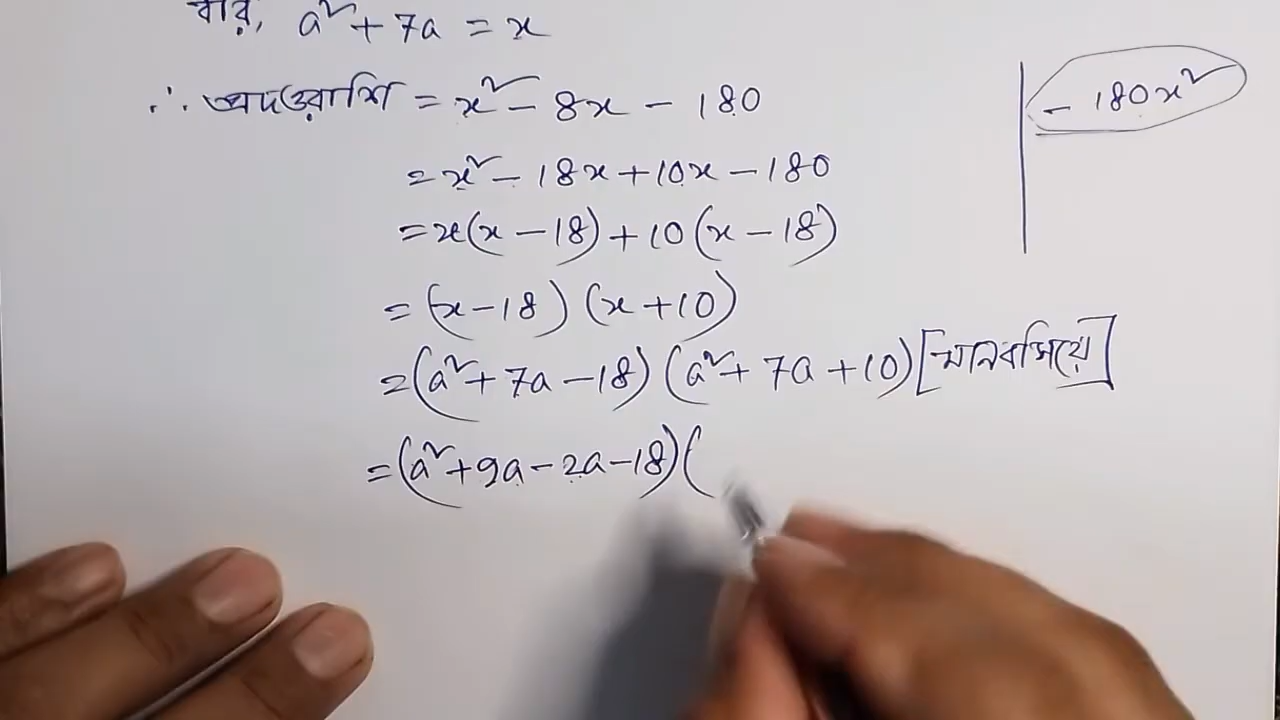 ধরি, a² + 7a = x
∴ প্রদত্তরাশি = x² − 8x − 180
− 180x²
= x² − 18x + 10x − 180
= x(x − 18) + 10(x − 18)
= (x − 18) (x + 10)
= (a² + 7a − 18) (a² + 7a + 10) [মানবসিয়ে]
= (a² + 9a − 2a − 18) (